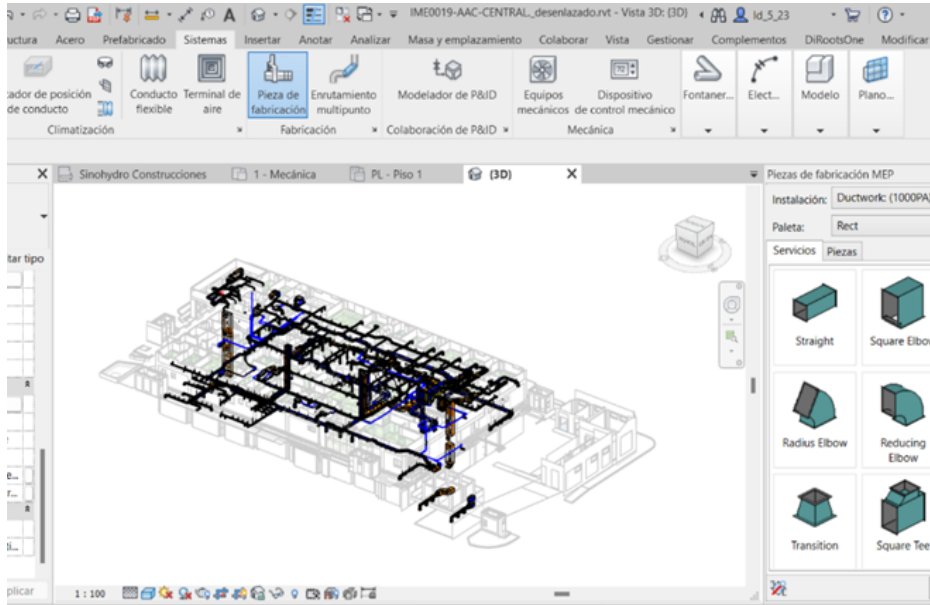 IME0019-AAC-CENTRAL._desenlazado.rvt - Vista 3D: {3D}
ld_5_23
uctura Acero Prefabricado Sistemas Insertar Anotar Analizar Masa y emplazamiento Colaborar Vista Gestionar Complementos DiRootsOne Modificar
tador de posición
de conducto
Conducto
flexible
Terminal de
aire
Pieza de
fabricación
Enrutamiento
multipunto
Modelador de P&ID
Equipos
mecánicos
Dispositivo
de control mecánico
Fontaner...
Elect...
Modelo
Plano...
Climatización
Fabricación
Colaboración de P&ID
Mecánica
Sinohydro Construcciones
1 - Mecánica
PL - Piso 1
{3D}
Piezas de fabricación MEP
Instalación: Ductwork: (1000PA)
Paleta: Rect
Servicios Piezas
tar tipo
Straight
Square Elbow
Radius Elbow
Reducing
Elbow
Transition
Square Tee
e...
r...
i...
plicar
1 : 100